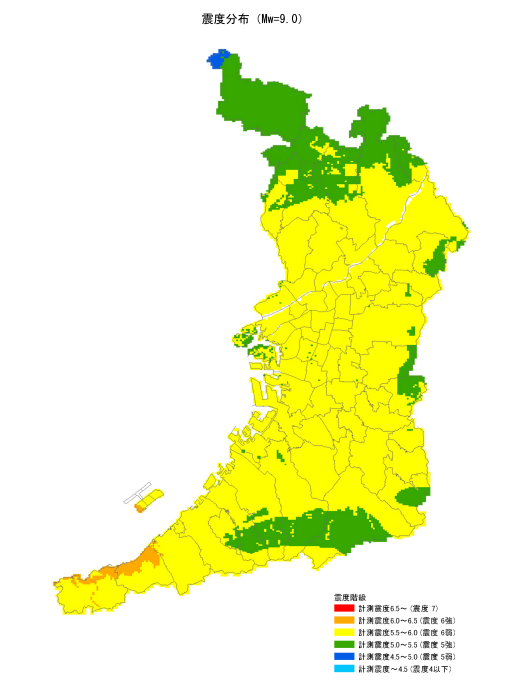 震度分布 (Mw=9.0)
震度階級
計測震度6.5～ (震度 7)
計測震度6.0～6.5 (震度 6強)
計測震度5.5～6.0 (震度 6弱)
計測震度5.0～5.5 (震度 5強)
計測震度4.5～5.0 (震度 5弱)
計測震度～4.5 (震度4以下)